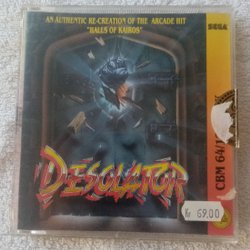 AN AUTHENTIC RE-CREATION OF THE ARCADE HIT
"HALLS OF KAIROS"
SEGA
DESOLATOR
CBM 64/1
Kr 69,00